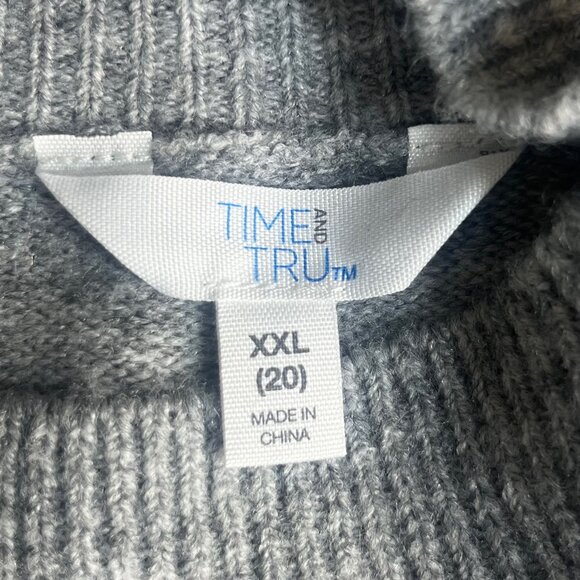 TIME AND
TRU™
XXL
(20)
MADE IN
CHINA